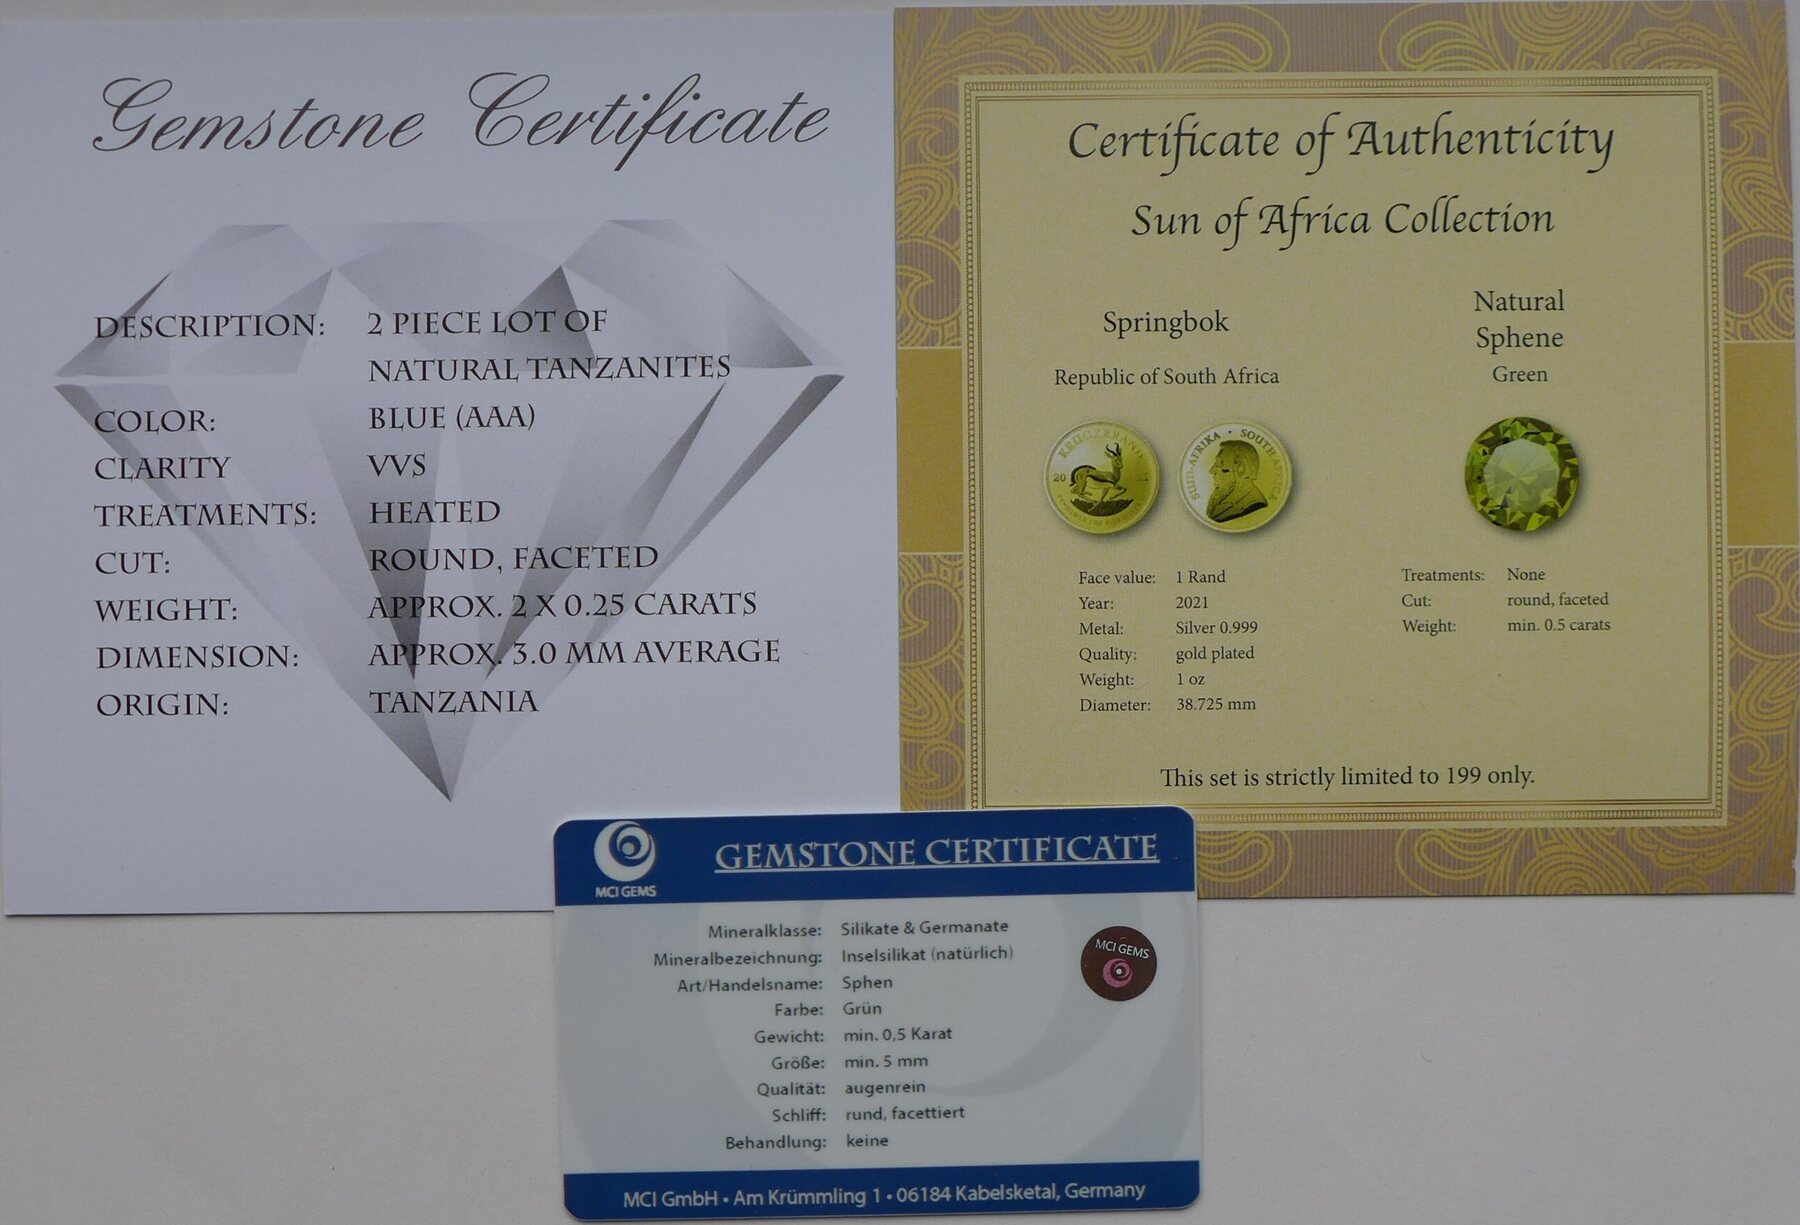 Gemstone Certificate
DESCRIPTION: 2 PIECE LOT OF
NATURAL TANZANITES
COLOR: BLUE (AAA)
CLARITY VVS
TREATMENTS: HEATED
CUT: ROUND, FACETED
WEIGHT: APPROX. 2 X 0.25 CARATS
DIMENSION: APPROX. 3.0 MM AVERAGE
ORIGIN: TANZANIA
Certificate of Authenticity
Sun of Africa Collection
Springbok
Republic of South Africa
KRUGERRAND
20
SUID-AFRIKA • SOUTH AFRICA
Face value: 1 Rand
Year: 2021
Metal: Silver 0.999
Quality: gold plated
Weight: 1 oz
Diameter: 38.725 mm
Natural
Sphene
Green
Treatments: None
Cut: round, faceted
Weight: min. 0.5 carats
This set is strictly limited to 199 only.
MCI GEMS
GEMSTONE CERTIFICATE
Mineralklasse: Silikate & Germanate
Mineralbezeichnung: Inselsilikat (natürlich)
Art/Handelsname: Sphen
Farbe: Grün
Gewicht: min. 0,5 Karat
Größe: min. 5 mm
Qualität: augenrein
Schliff: rund, facettiert
Behandlung: keine
MCI GEMS
MCI GmbH • Am Krümmling 1 • 06184 Kabelsketal, Germany